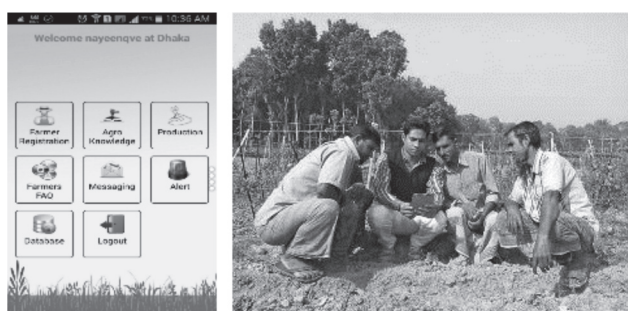 10:36 AM
Welcome nayeenqve at Dhaka
Farmer Registration
Agro Knowledge
Production
Farmers FAQ
Messaging
Alert
Database
Logout